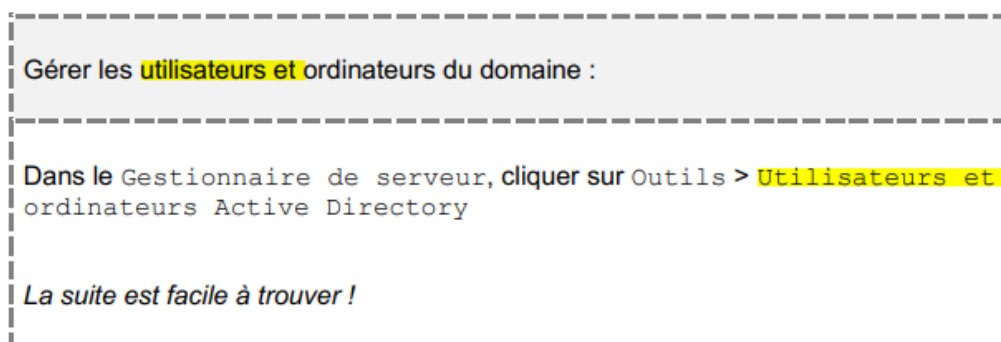 Gérer les utilisateurs et ordinateurs du domaine :
Dans le Gestionnaire de serveur, cliquer sur Outils > Utilisateurs et
ordinateurs Active Directory
La suite est facile à trouver !